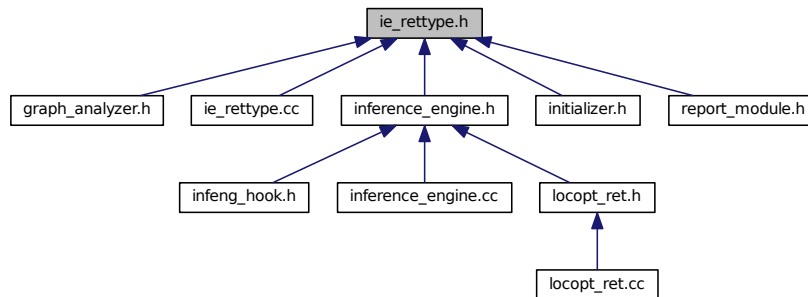 ie_rettype.h
graph_analyzer.h
ie_rettype.cc
inference_engine.h
initializer.h
report_module.h
infeng_hook.h
inference_engine.cc
locopt_ret.h
locopt_ret.cc